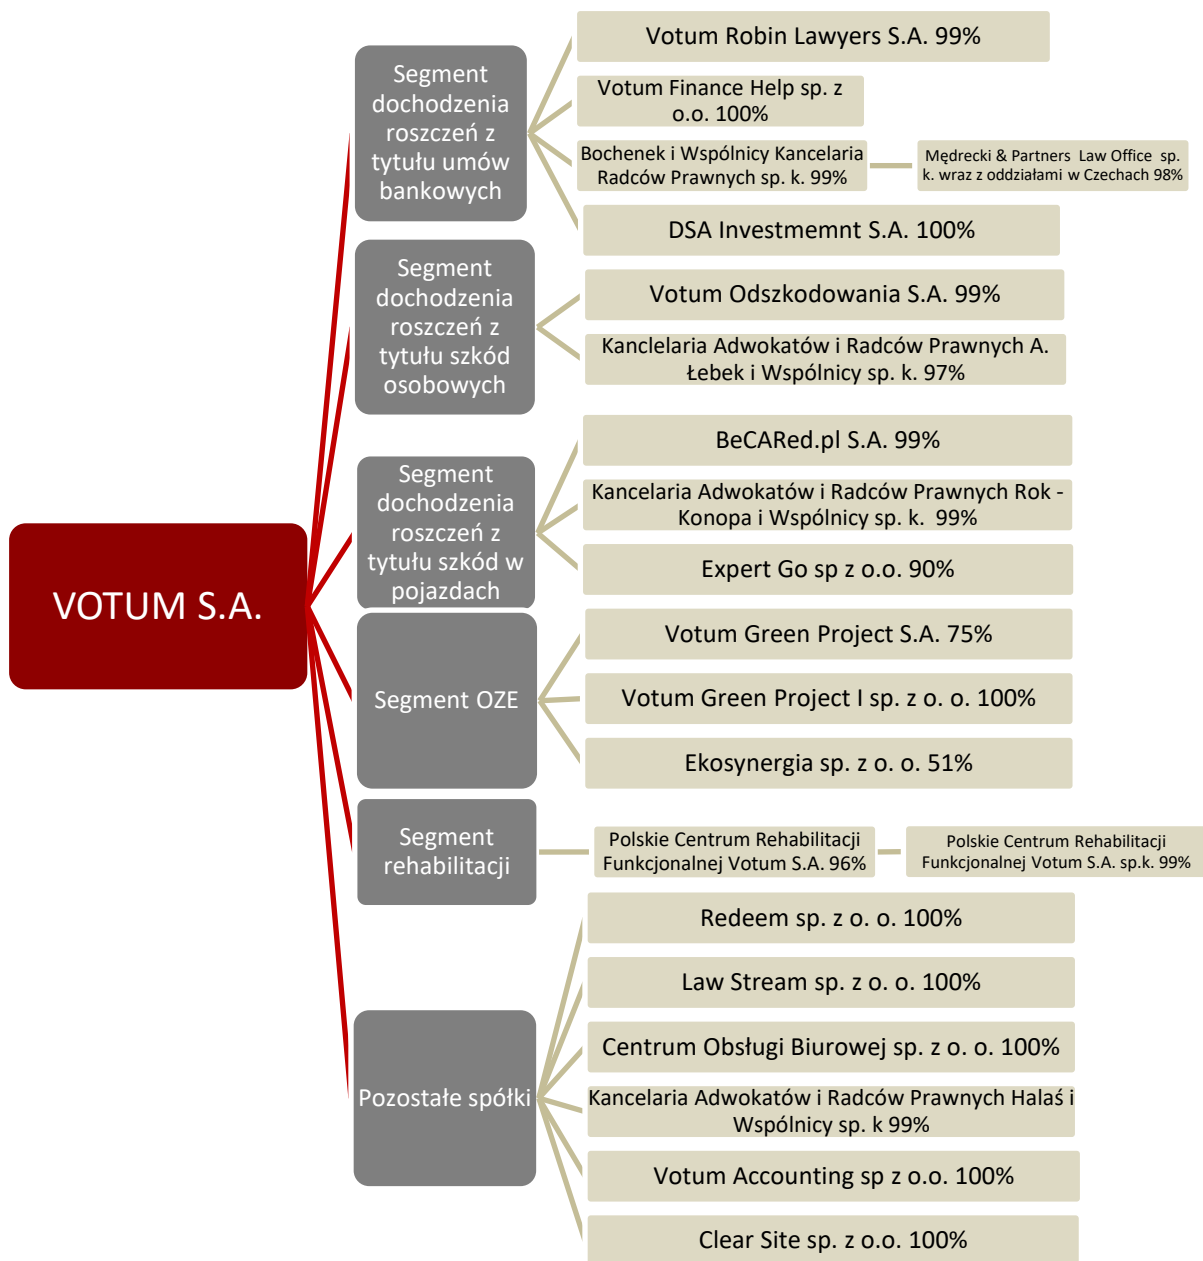 VOTUM S.A.
Segment
dochodzenia
roszczeń z
tytułu umów
bankowych
Votum Robin Lawyers S.A. 99%
Votum Finance Help sp. z
o.o. 100%
Bochenek i Wspólnicy Kancelaria
Radców Prawnych sp. k. 99%
Mędrecki & Partners Law Office sp.
k. wraz z oddziałami w Czechach 98%
DSA Investmemnt S.A. 100%
Segment
dochodzenia
roszczeń z
tytułu szkód
osobowych
Votum Odszkodowania S.A. 99%
Kanclelaria Adwokatów i Radców Prawnych A.
Łebek i Wspólnicy sp. k. 97%
Segment
dochodzenia
roszczeń z
tytułu szkód w
pojazdach
BeCARed.pl S.A. 99%
Kancelaria Adwokatów i Radców Prawnych Rok -
Konopa i Wspólnicy sp. k. 99%
Expert Go sp z o.o. 90%
Segment OZE
Votum Green Project S.A. 75%
Votum Green Project I sp. z o. o. 100%
Ekosynergia sp. z o. o. 51%
Segment
rehabilitacji
Polskie Centrum Rehabilitacji
Funkcjonalnej Votum S.A. 96%
Polskie Centrum Rehabilitacji
Funkcjonalnej Votum S.A. sp.k. 99%
Pozostałe spółki
Redeem sp. z o. o. 100%
Law Stream sp. z o. o. 100%
Centrum Obsługi Biurowej sp. z o. o. 100%
Kancelaria Adwokatów i Radców Prawnych Halaś i
Wspólnicy sp. k 99%
Votum Accounting sp z o.o. 100%
Clear Site sp. z o.o. 100%